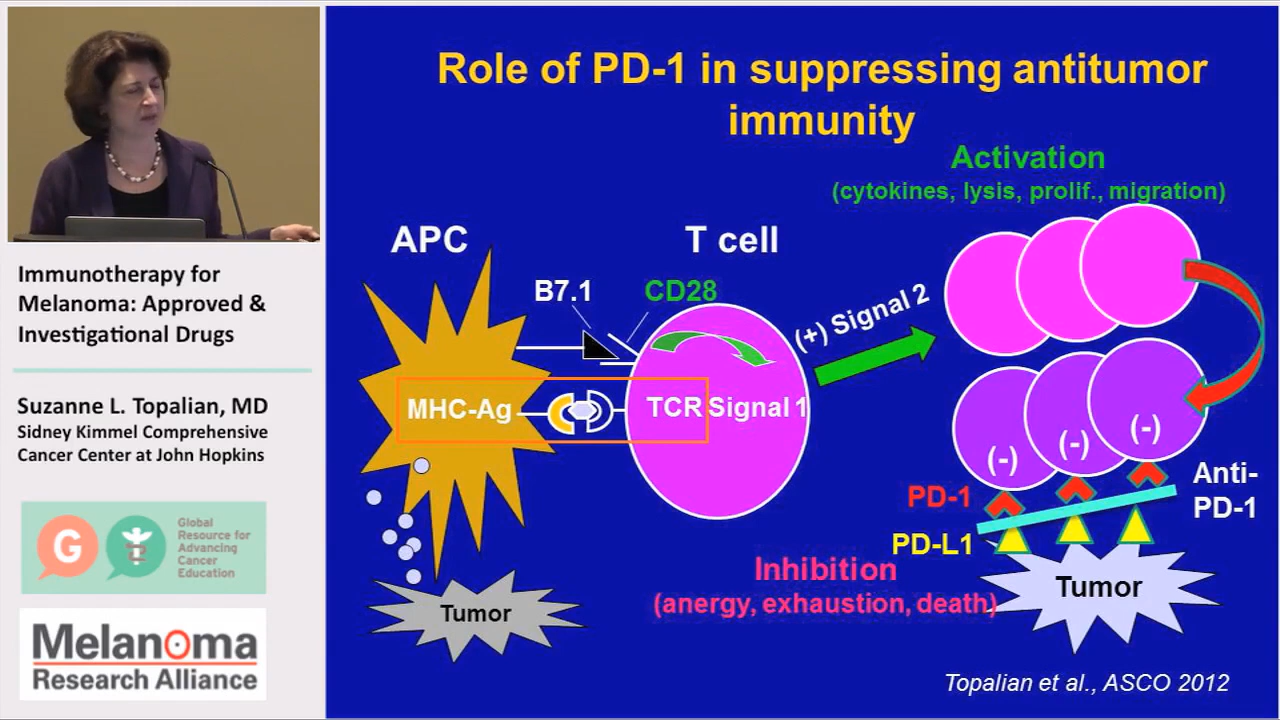 Role of PD-1 in suppressing antitumor
immunity
Activation
(cytokines, lysis, prolif., migration)
APC
T cell
B7.1
CD28
(+) Signal 2
MHC-Ag
TCR
Signal 1
(-)
(-)
(-)
PD-1
Anti-
PD-1
PD-L1
Inhibition
(anergy, exhaustion, death)
Tumor
Tumor
Topalian et al., ASCO 2012
Immunotherapy for
Melanoma: Approved &
Investigational Drugs
Suzanne L. Topalian, MD
Sidney Kimmel Comprehensive
Cancer Center at John Hopkins
G
Global
Resource for
Advancing
Cancer
Education
Melanoma
Research Alliance